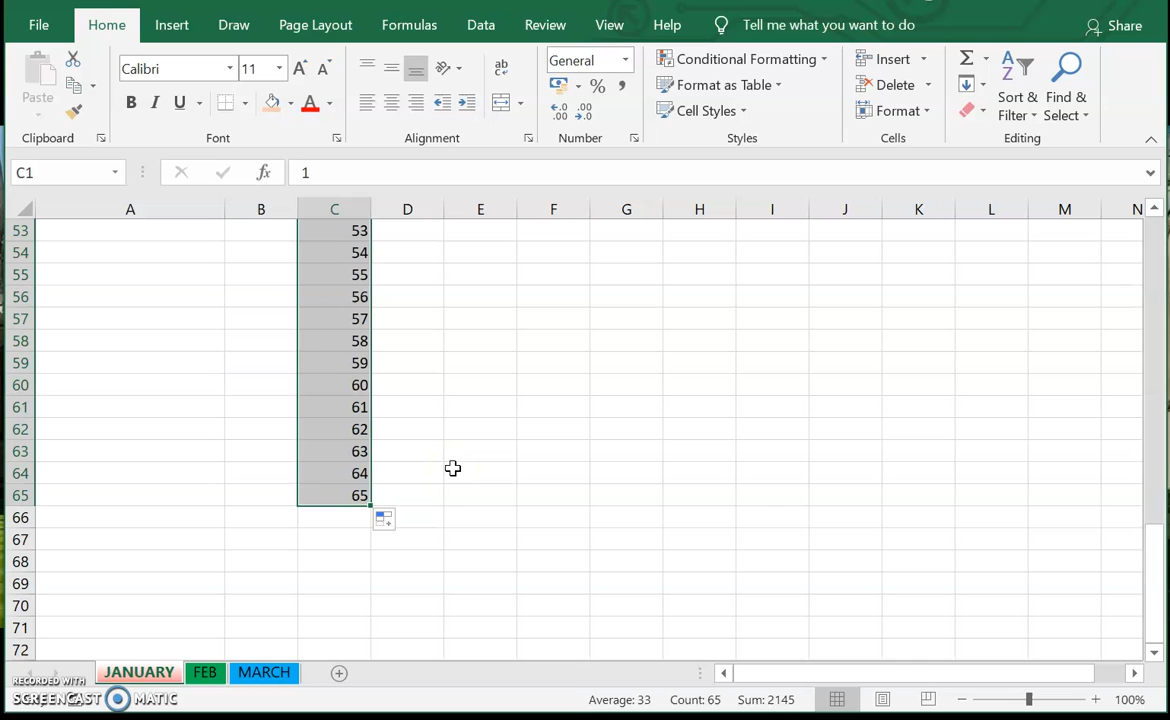 File Home Insert Draw Page Layout Formulas Data Review View Help Tell me what you want to do Share
Paste
Calibri 11 A A
B I U A
ab c
General
% , .0 .00
Conditional Formatting
Format as Table
Cell Styles
Insert
Delete
Format
Σ
A Z
Sort & Filter
Find & Select
Clipboard Font Alignment Number Styles Cells Editing
C1 fx 1
A B C D E F G H I J K L M N
53 53
54 54
55 55
56 56
57 57
58 58
59 59
60 60
61 61
62 62
63 63
64 64
65 65
66
67
68
69
70
71
72
JANUARY FEB MARCH
RECORDED WITH
SCREENCAST MATIC
Average: 33 Count: 65 Sum: 2145 100%